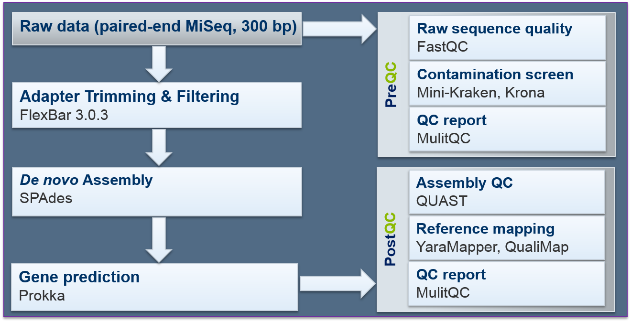 Raw data (paired-end MiSeq, 300 bp)
Adapter Trimming & Filtering
FlexBar 3.0.3
De novo Assembly
SPAdes
Gene prediction
Prokka
PreQC
Raw sequence quality
FastQC
Contamination screen
Mini-Kraken, Krona
QC report
MulitQC
PostQC
Assembly QC
QUAST
Reference mapping
YaraMapper, QualiMap
QC report
MulitQC